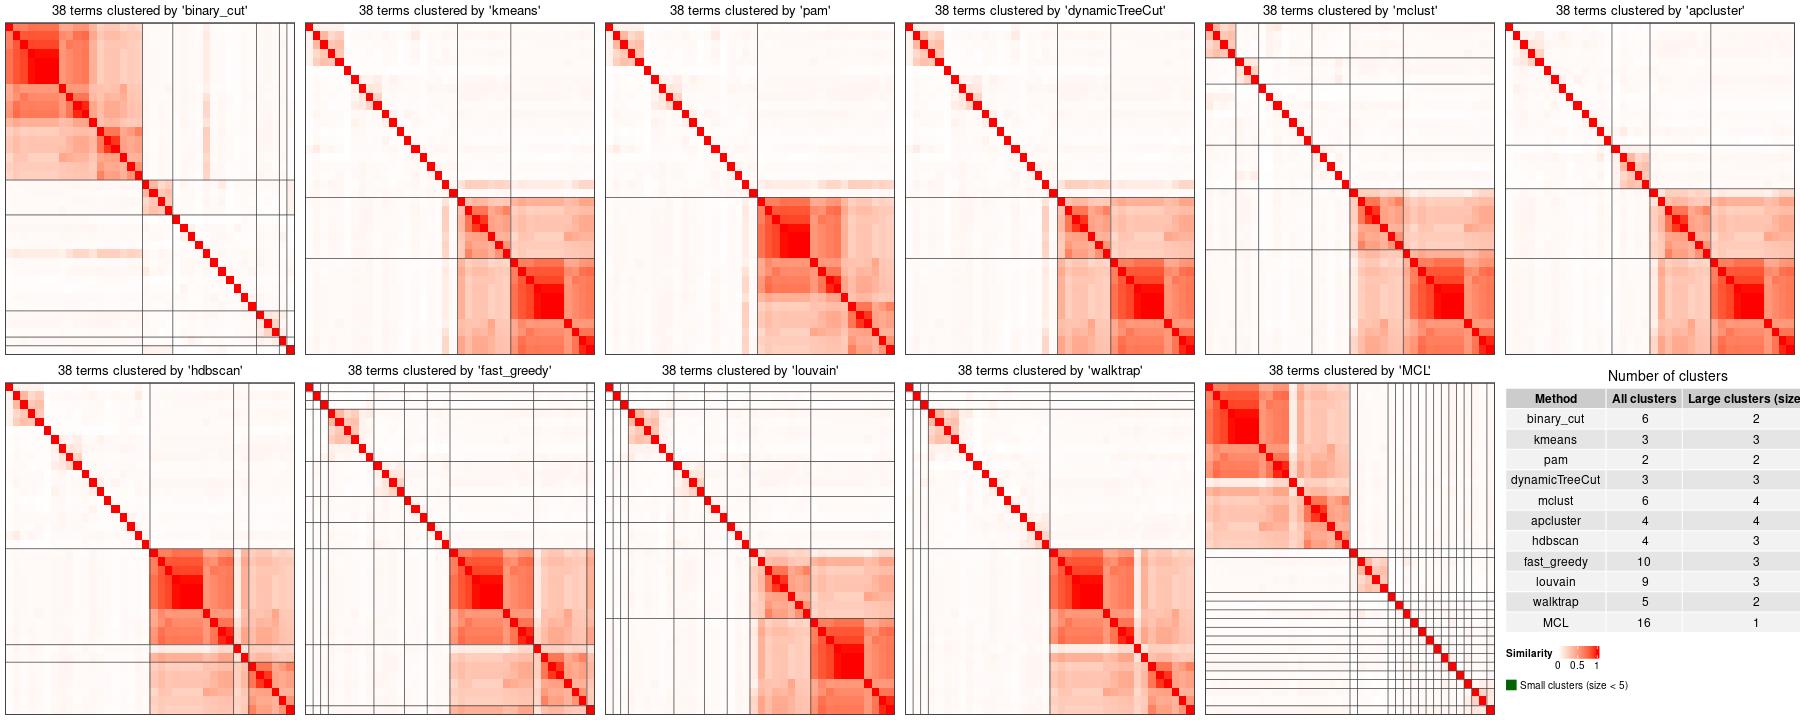 38 terms clustered by 'binary_cut'
38 terms clustered by 'kmeans'
38 terms clustered by 'pam'
38 terms clustered by 'dynamicTreeCut'
38 terms clustered by 'mclust'
38 terms clustered by 'apcluster'
38 terms clustered by 'hdbscan'
38 terms clustered by 'fast_greedy'
38 terms clustered by 'louvain'
38 terms clustered by 'walktrap'
38 terms clustered by 'MCL'
Number of clusters
Method All clusters Large clusters (size
binary_cut 6 2
kmeans 3 3
pam 2 2
dynamicTreeCut 3 3
mclust 6 4
apcluster 4 4
hdbscan 4 3
fast_greedy 10 3
louvain 9 3
walktrap 5 2
MCL 16 1
Similarity
0 0.5 1
Small clusters (size < 5)